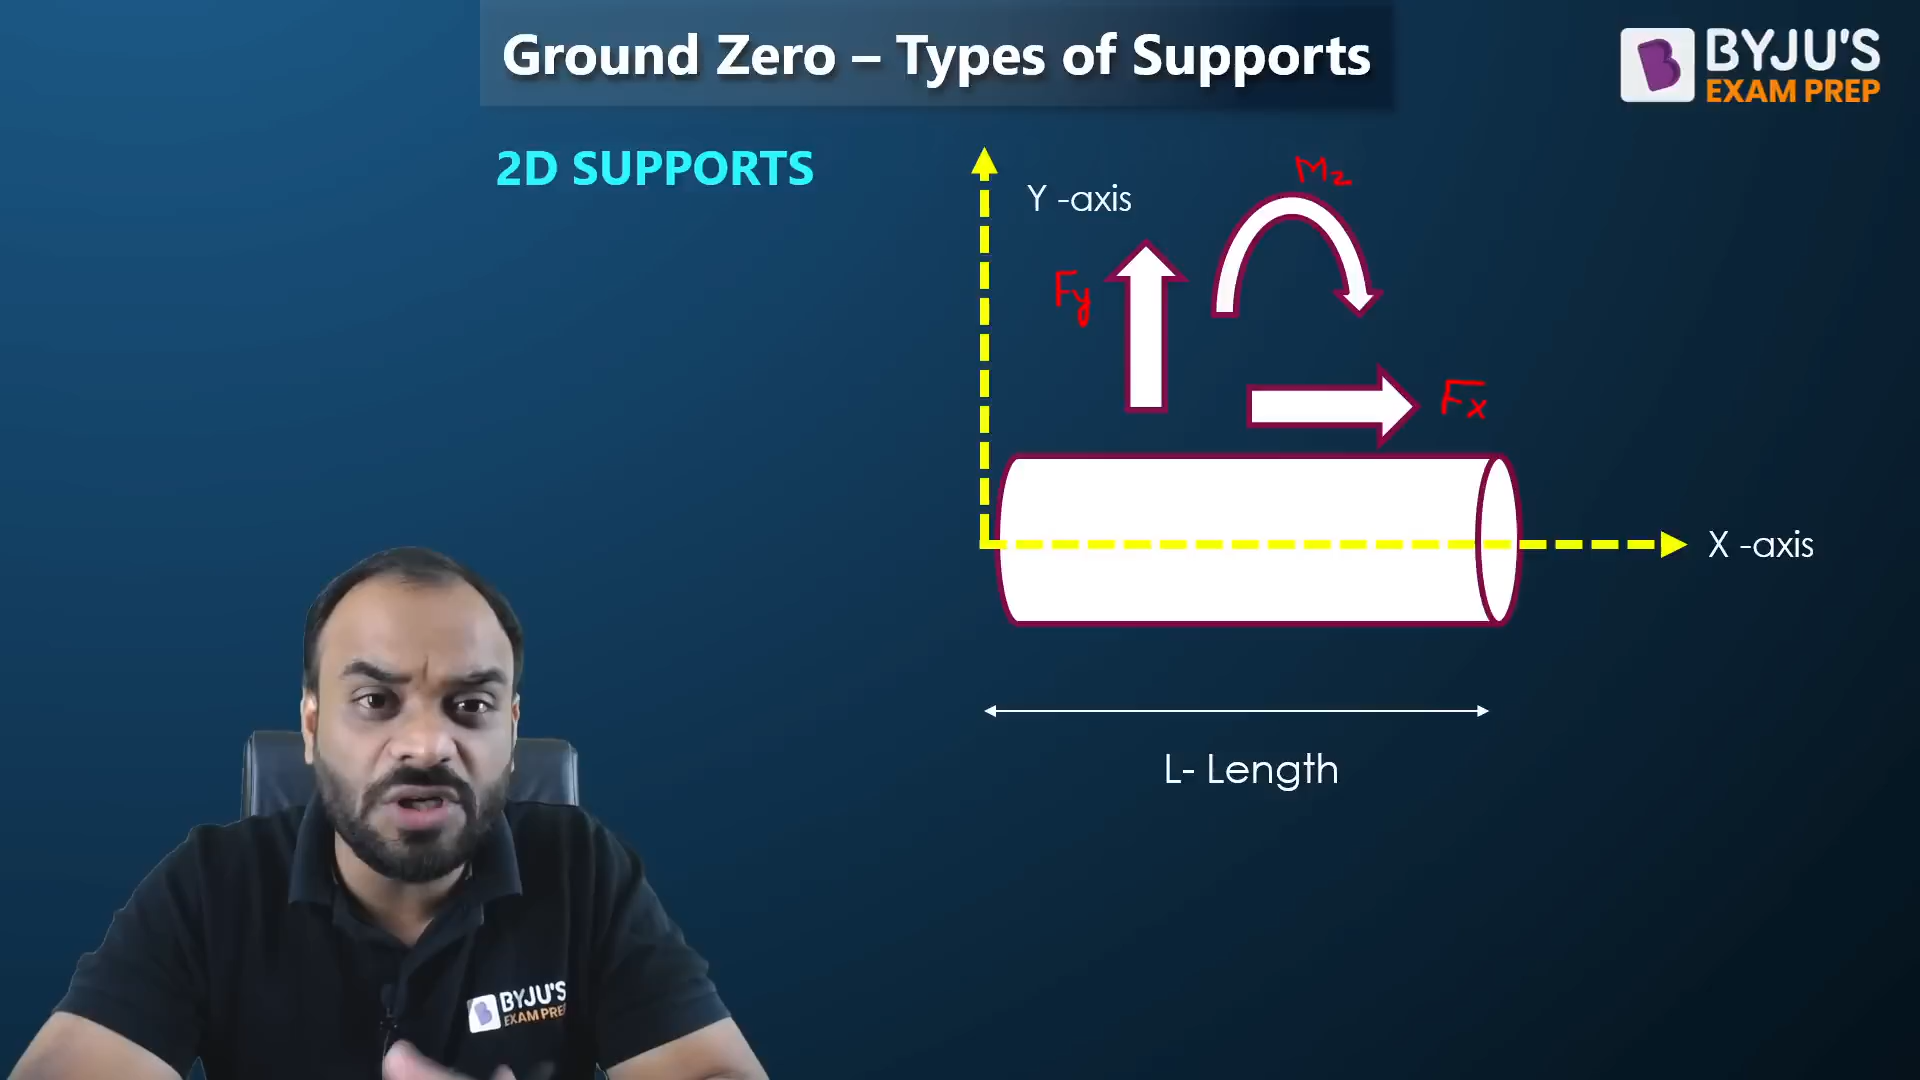 Ground Zero – Types of Supports
BYJU'S
EXAM PREP
2D SUPPORTS
Mz
Y -axis
Fy
Fx
X -axis
L- Length
BYJU'S
EXAM PREP